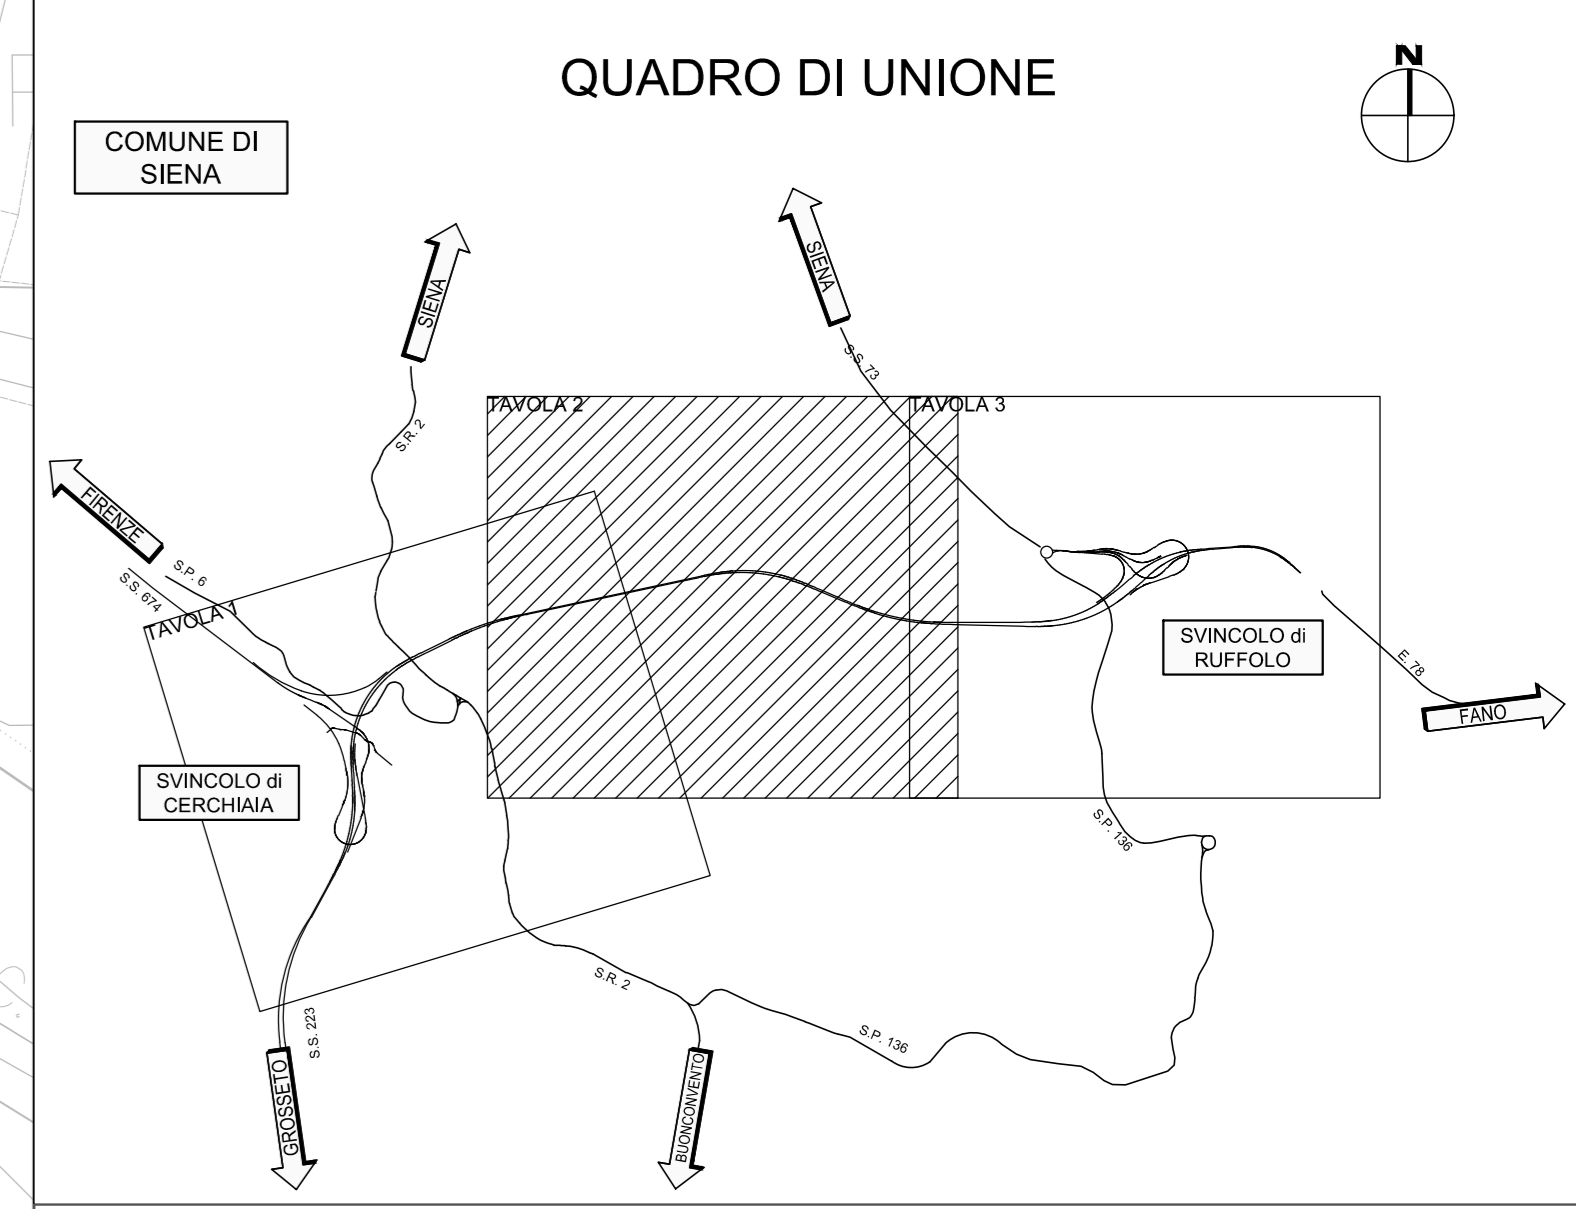 QUADRO DI UNIONE
N
COMUNE DI
SIENA
SIENA
SIENA
S.S. 73
S.R. 2
TAVOLA 2
TAVOLA 3
FIRENZE
S.P. 6
S.S. 674
TAVOLA 1
SVINCOLO di
RUFFOLO
E. 78
FANO
SVINCOLO di
CERCHIAIA
S.P. 136
S.R. 2
S.S. 223
S.P. 136
GROSSETO
BUONCONVENTO